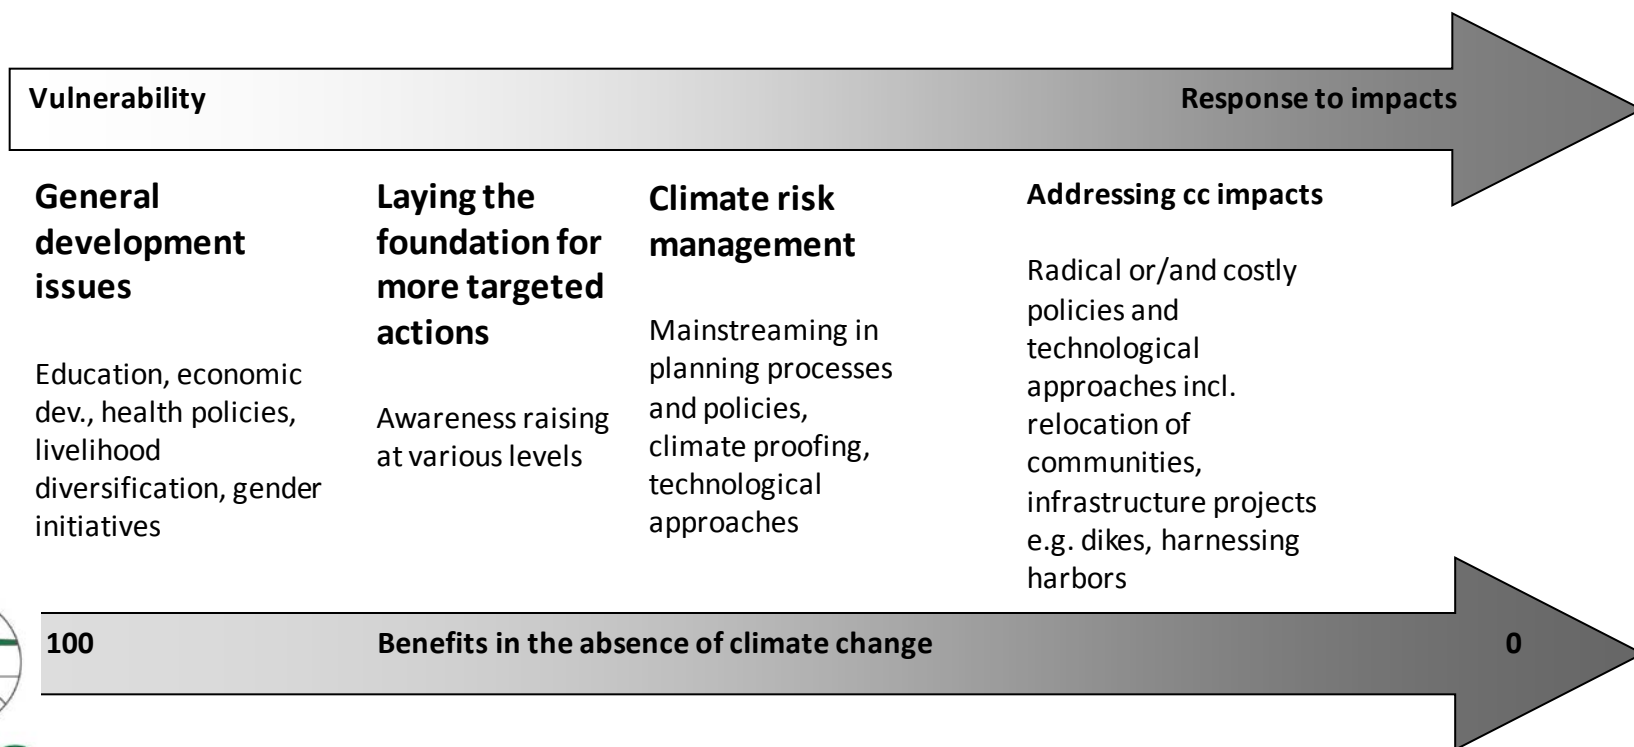 Vulnerability
Response to impacts
General
development
issues
Education, economic
dev., health policies,
livelihood
diversification, gender
initiatives
Laying the
foundation for
more targeted
actions
Awareness raising
at various levels
Climate risk
management
Mainstreaming in
planning processes
and policies,
climate proofing,
technological
approaches
Addressing cc impacts
Radical or/and costly
policies and
technological
approaches incl.
relocation of
communities,
infrastructure projects
e.g. dikes, harnessing
harbors
100
Benefits in the absence of climate change
0